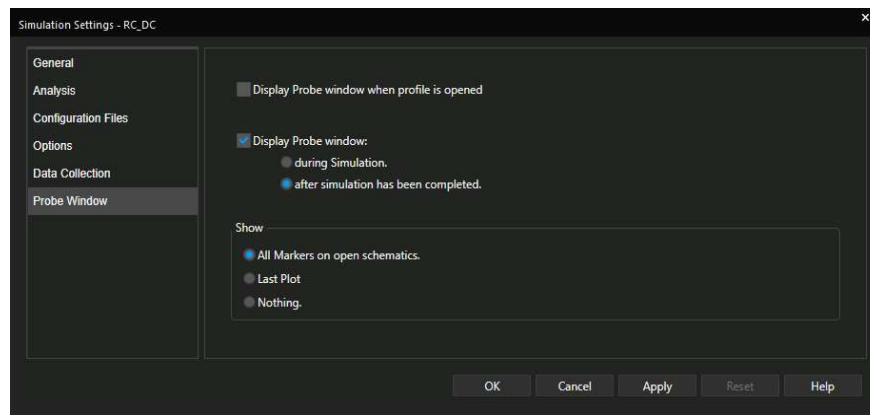 Simulation Settings - RC_DC
×
General
Analysis
Configuration Files
Options
Data Collection
Probe Window
Display Probe window when profile is opened
Display Probe window:
during Simulation.
after simulation has been completed.
Show
All Markers on open schematics.
Last Plot
Nothing.
OK
Cancel
Apply
Reset
Help